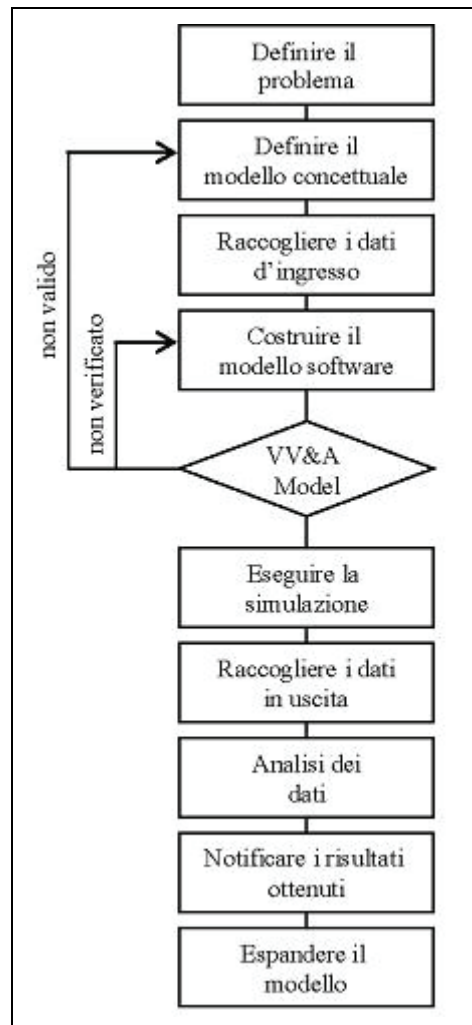 Definire il
problema
Definire il
modello concettuale
Raccogliere i dati
d'ingresso
Costruire il
modello software
non valido
non verificato
VV&A
Model
Eseguire la
simulazione
Raccogliere i dati
in uscita
Analisi dei
dati
Notificare i risultati
ottenuti
Espandere il
modello